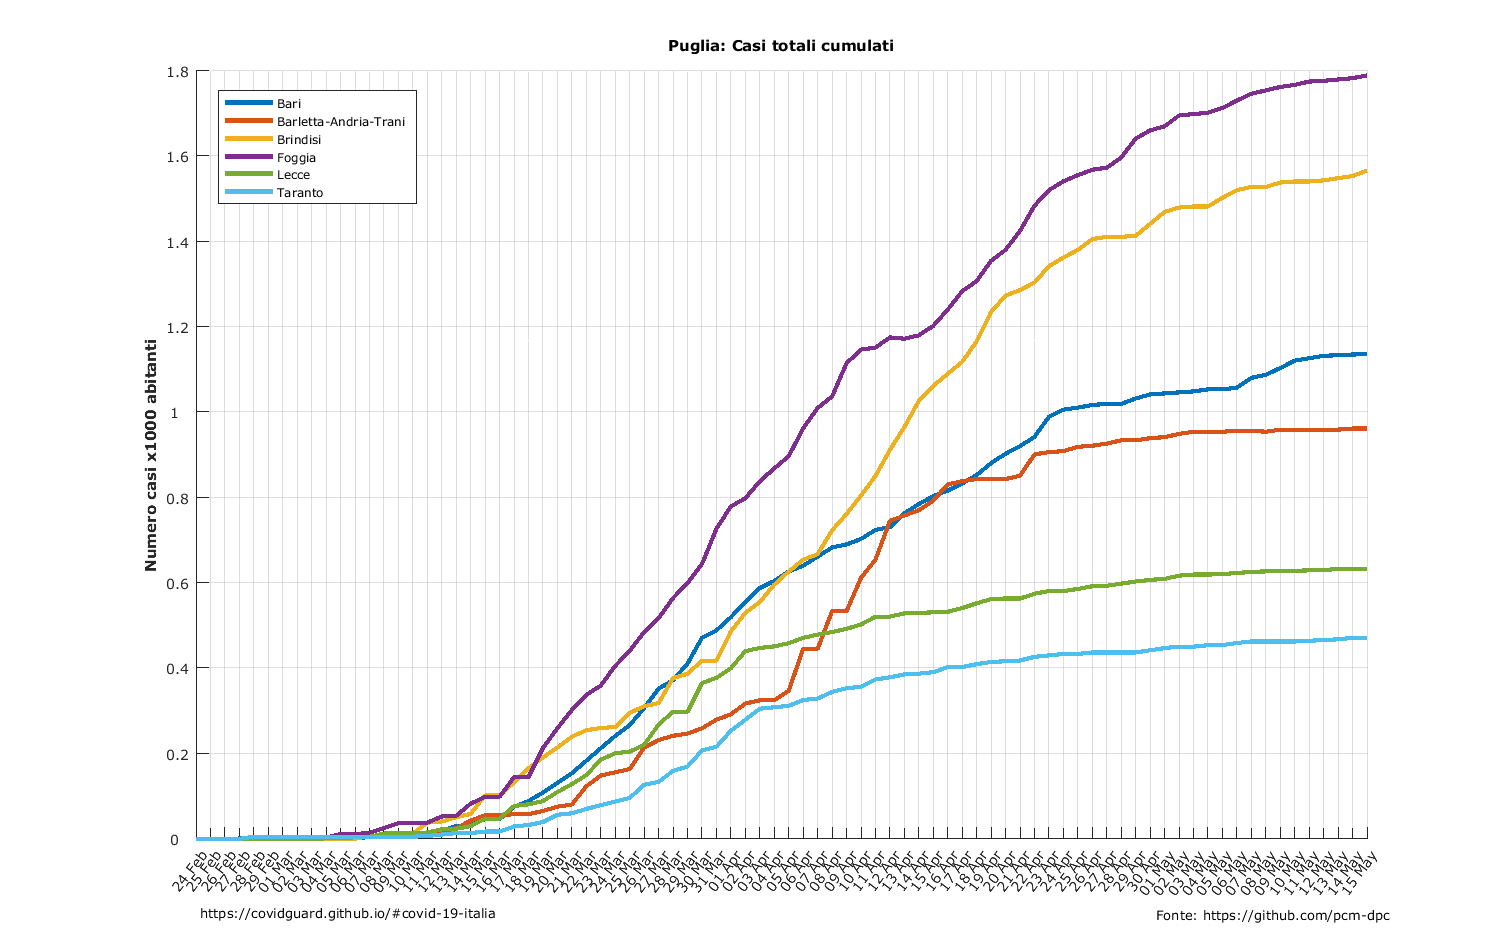 Puglia: Casi totali cumulati
1.8
1.6
1.4
1.2
1
0.8
0.6
0.4
0.2
0
Numero casi x1000 abitanti
Bari
Barletta-Andria-Trani
Brindisi
Foggia
Lecce
Taranto
24 Feb
25 Feb
26 Feb
27 Feb
28 Feb
29 Feb
01 Mar
02 Mar
03 Mar
04 Mar
05 Mar
06 Mar
07 Mar
08 Mar
09 Mar
10 Mar
11 Mar
12 Mar
13 Mar
14 Mar
15 Mar
16 Mar
17 Mar
18 Mar
19 Mar
20 Mar
21 Mar
22 Mar
23 Mar
24 Mar
25 Mar
26 Mar
27 Mar
28 Mar
29 Mar
30 Mar
31 Mar
01 Apr
02 Apr
03 Apr
04 Apr
05 Apr
06 Apr
07 Apr
08 Apr
09 Apr
10 Apr
11 Apr
12 Apr
13 Apr
14 Apr
15 Apr
16 Apr
17 Apr
18 Apr
19 Apr
20 Apr
21 Apr
22 Apr
23 Apr
24 Apr
25 Apr
26 Apr
27 Apr
28 Apr
29 Apr
30 Apr
01 May
02 May
03 May
04 May
05 May
06 May
07 May
08 May
09 May
10 May
11 May
12 May
13 May
14 May
15 May
https://covidguard.github.io/#covid-19-italia
Fonte: https://github.com/pcm-dpc